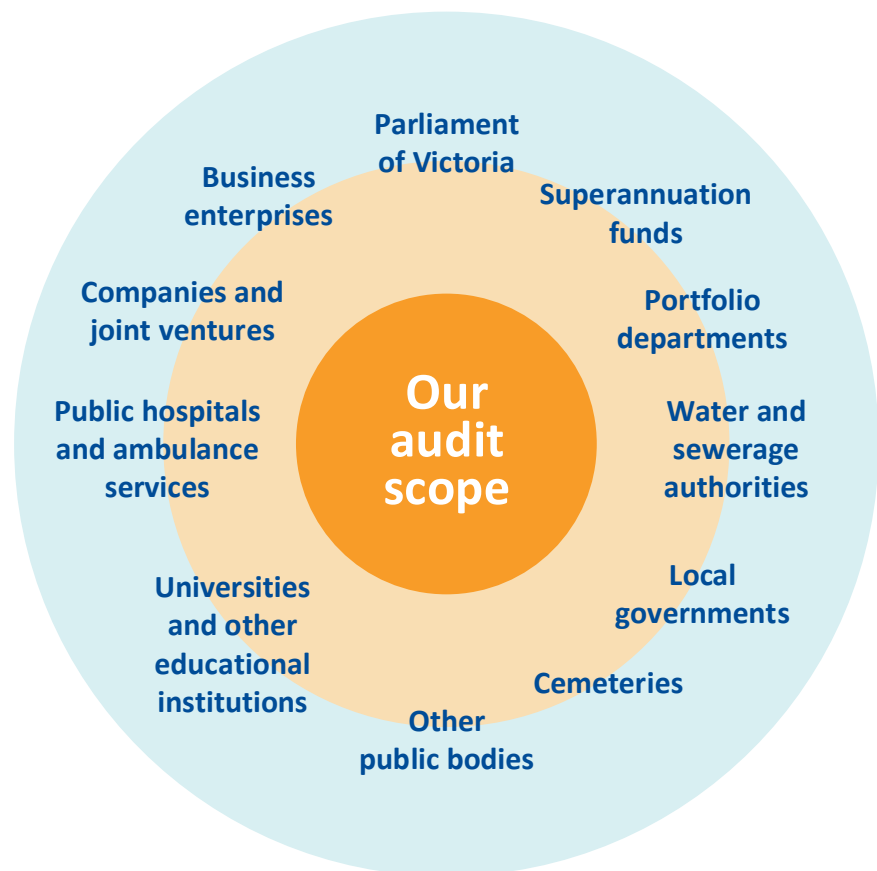 Parliament
of Victoria
Superannuation
funds
Portfolio
departments
Water and
sewerage
authorities
Local
governments
Cemeteries
Other
public bodies
Universities
and other
educational
institutions
Public hospitals
and ambulance
services
Companies and
joint ventures
Business
enterprises
Our
audit
scope